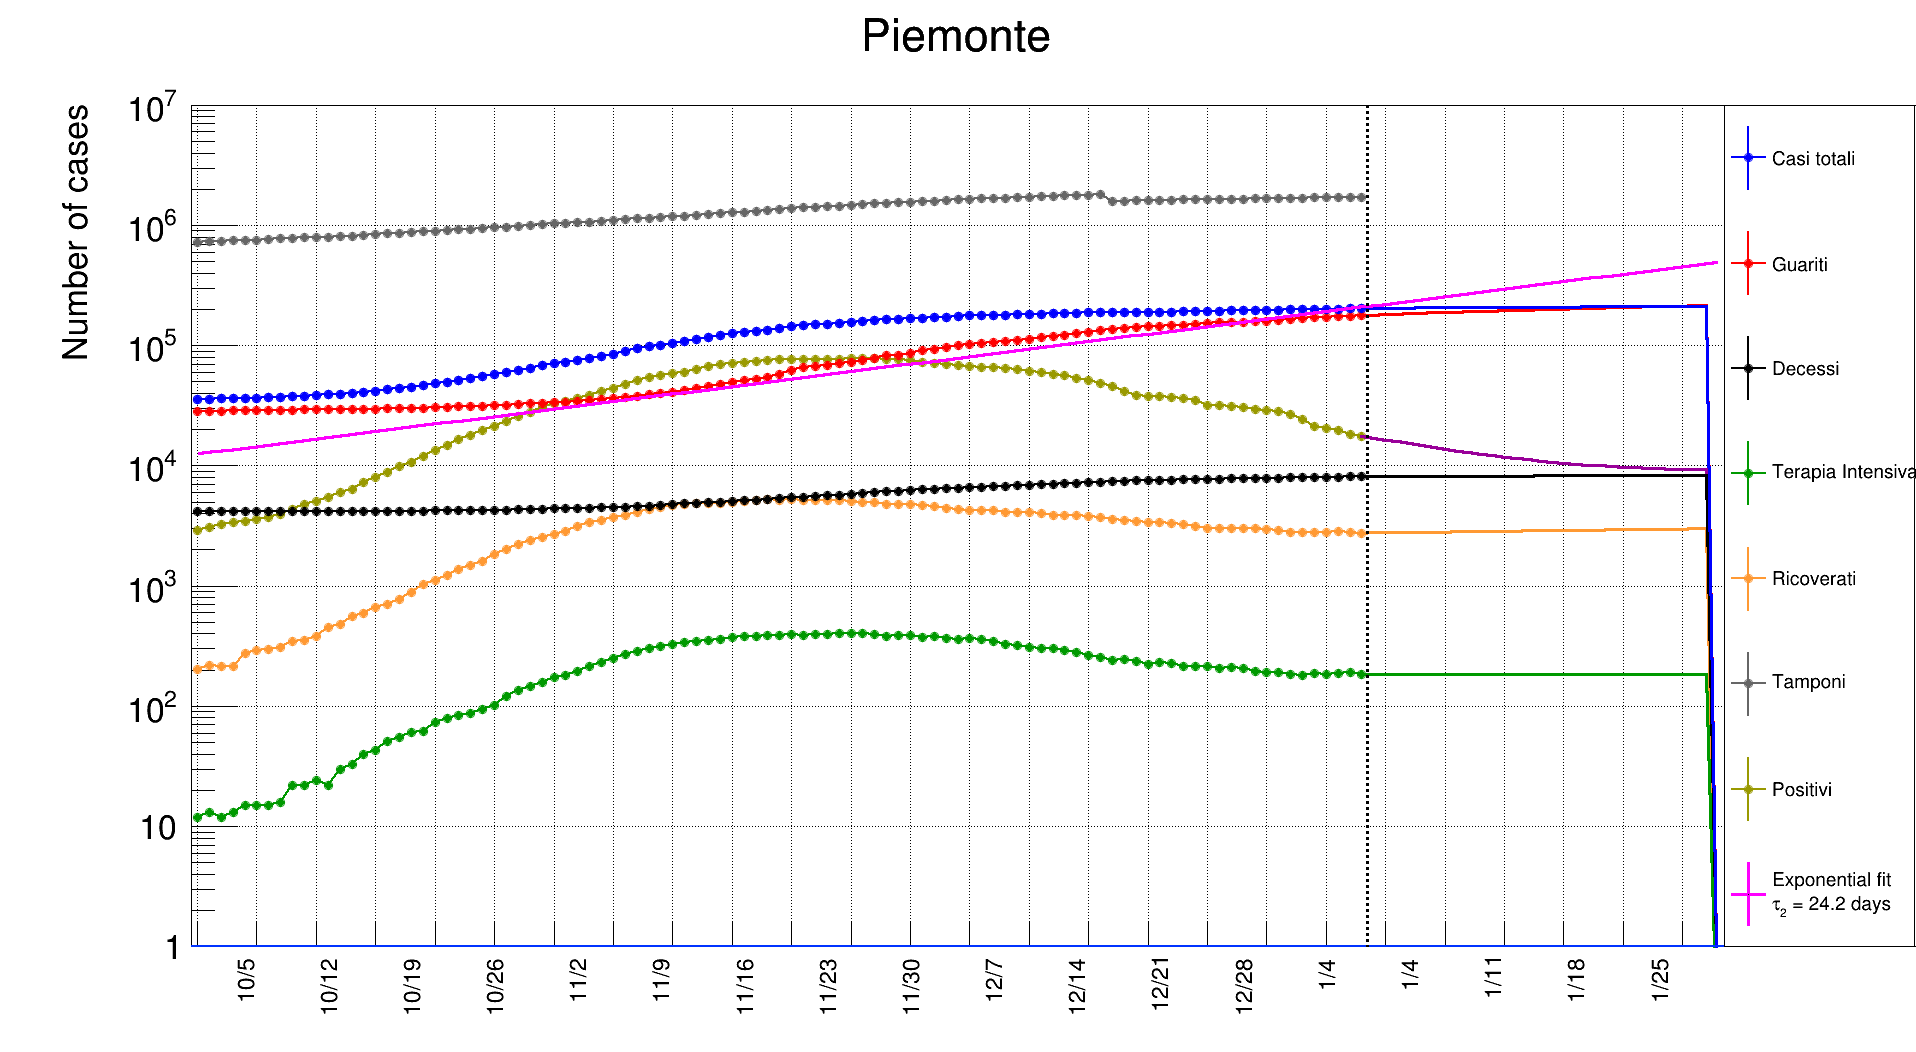 Piemonte
Number of cases
10^7
10^6
10^5
10^4
10^3
10^2
10
1
10/5 10/12 10/19 10/26 11/2 11/9 11/16 11/23 11/30 12/7 12/14 12/21 12/28 1/4 1/4 1/11 1/18 1/25
Casi totali
Guariti
Decessi
Terapia Intensiva
Ricoverati
Tamponi
Positivi
Exponential fit
τ₂ = 24.2 days